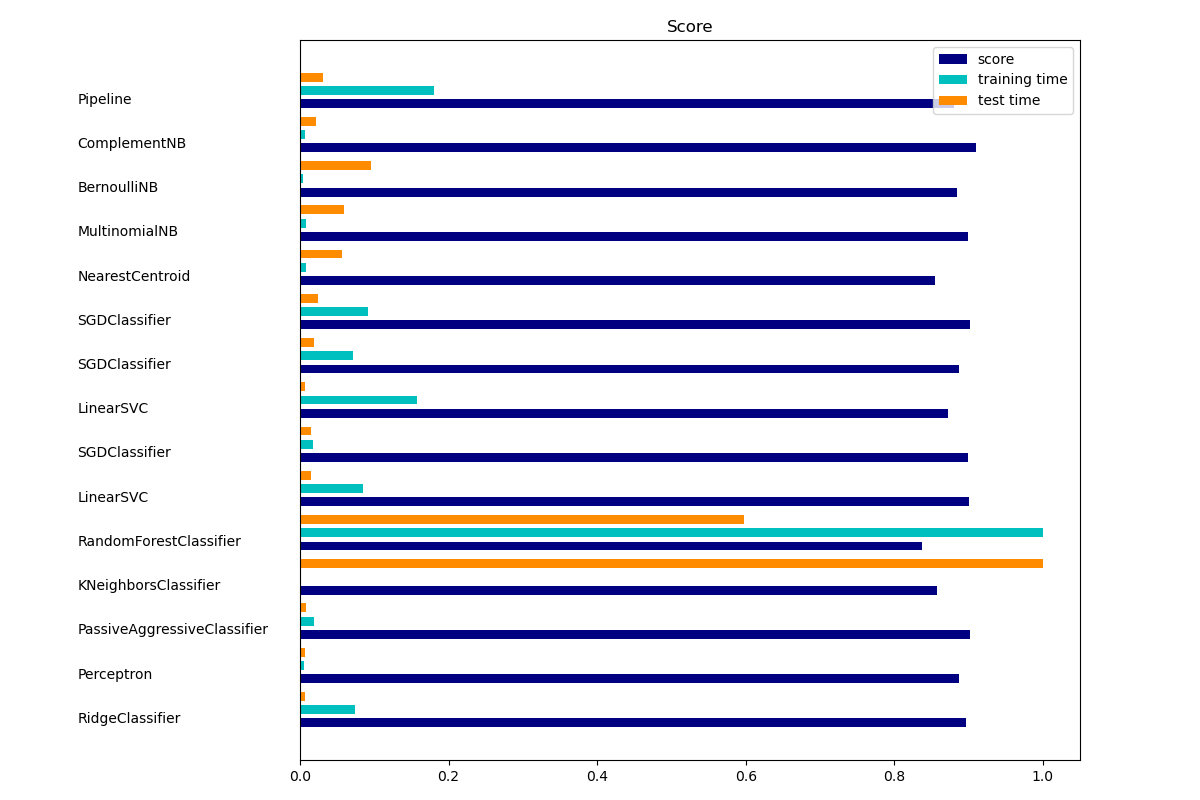 Score
score
training time
test time
Pipeline
ComplementNB
BernoulliNB
MultinomialNB
NearestCentroid
SGDClassifier
SGDClassifier
LinearSVC
SGDClassifier
LinearSVC
RandomForestClassifier
KNeighborsClassifier
PassiveAggressiveClassifier
Perceptron
RidgeClassifier
0.0 0.2 0.4 0.6 0.8 1.0